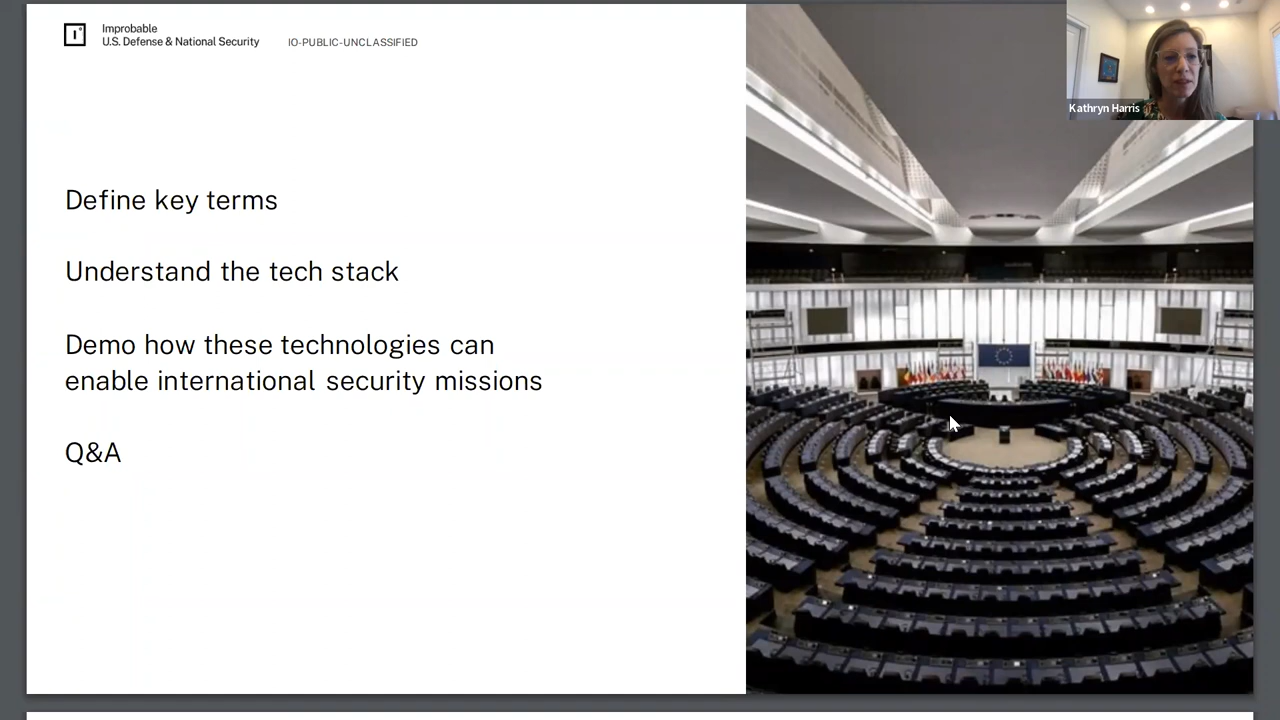 Improbable
U.S. Defense & National Security
IO-PUBLIC-UNCLASSIFIED
Kathryn Harris
Define key terms
Understand the tech stack
Demo how these technologies can
enable international security missions
Q&A